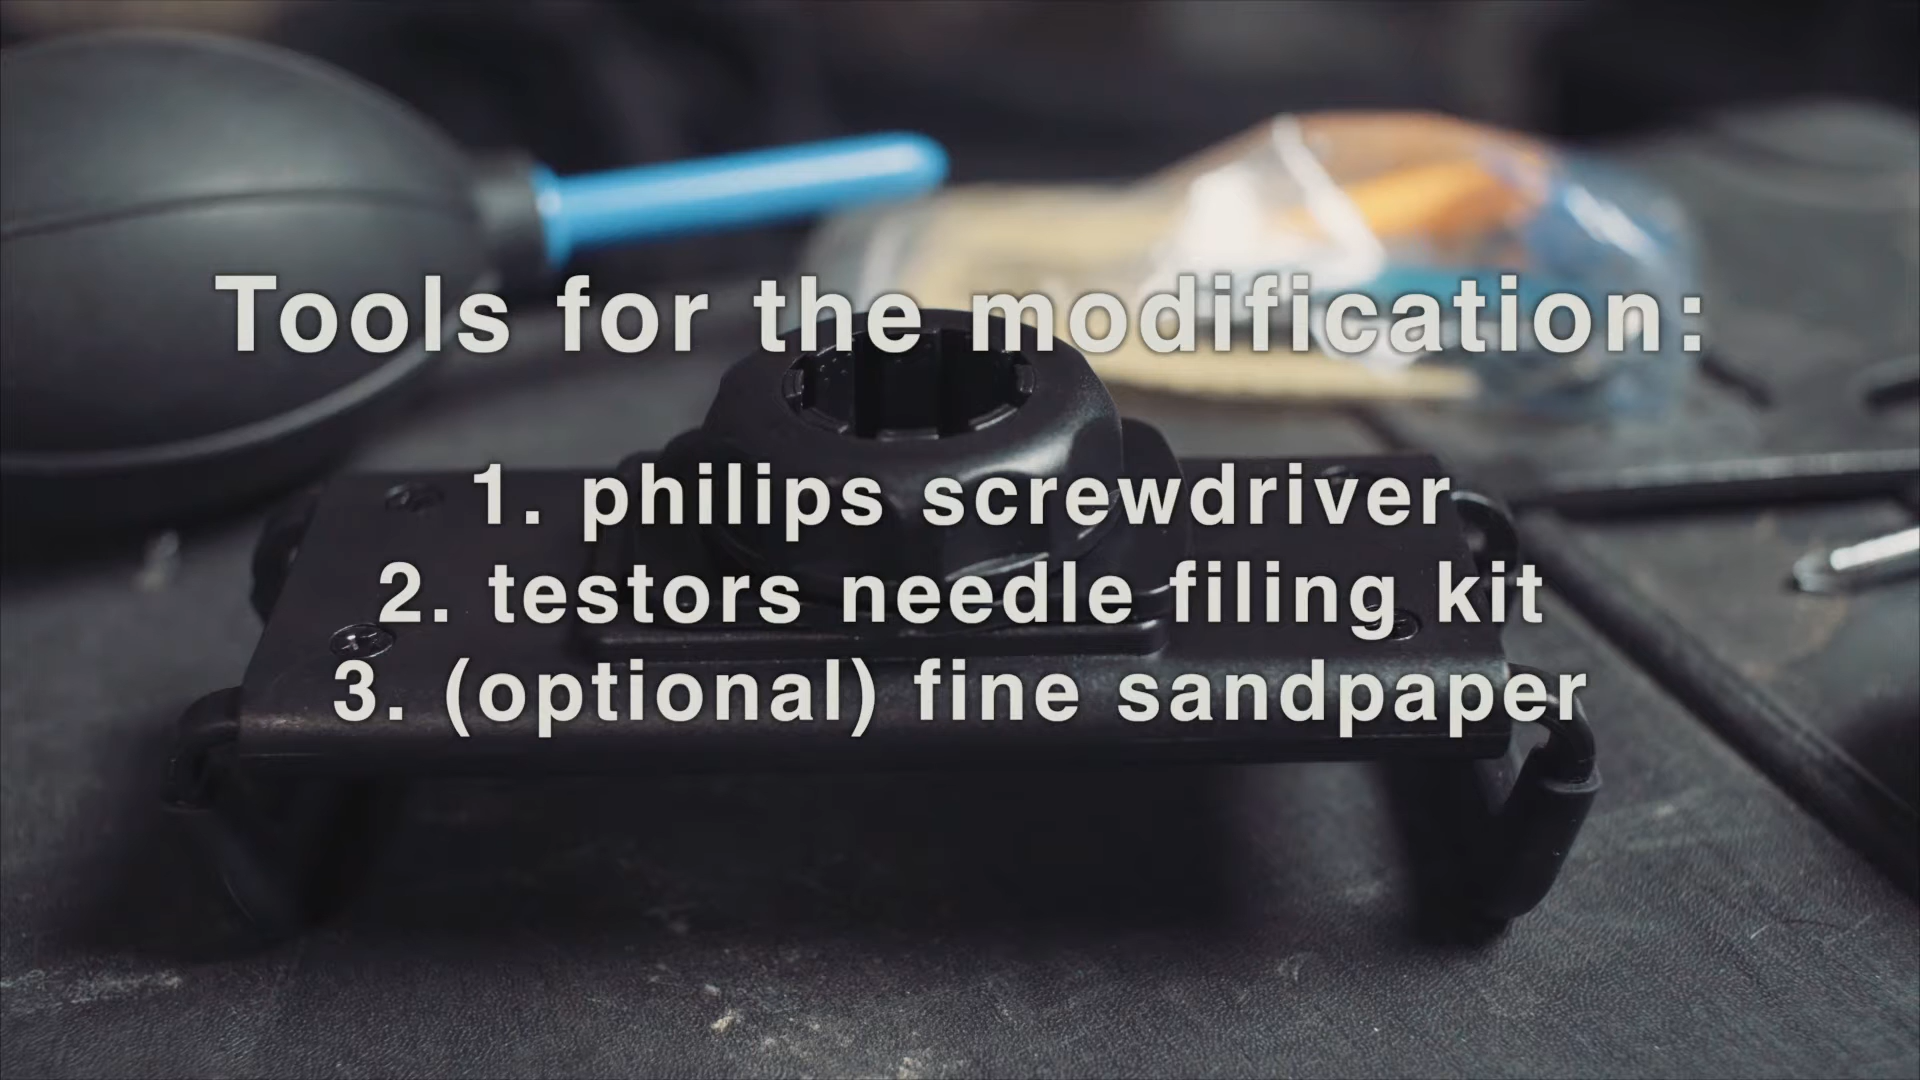 Tools for the modification:
1. philips screwdriver
2. testors needle filing kit
3. (optional) fine sandpaper